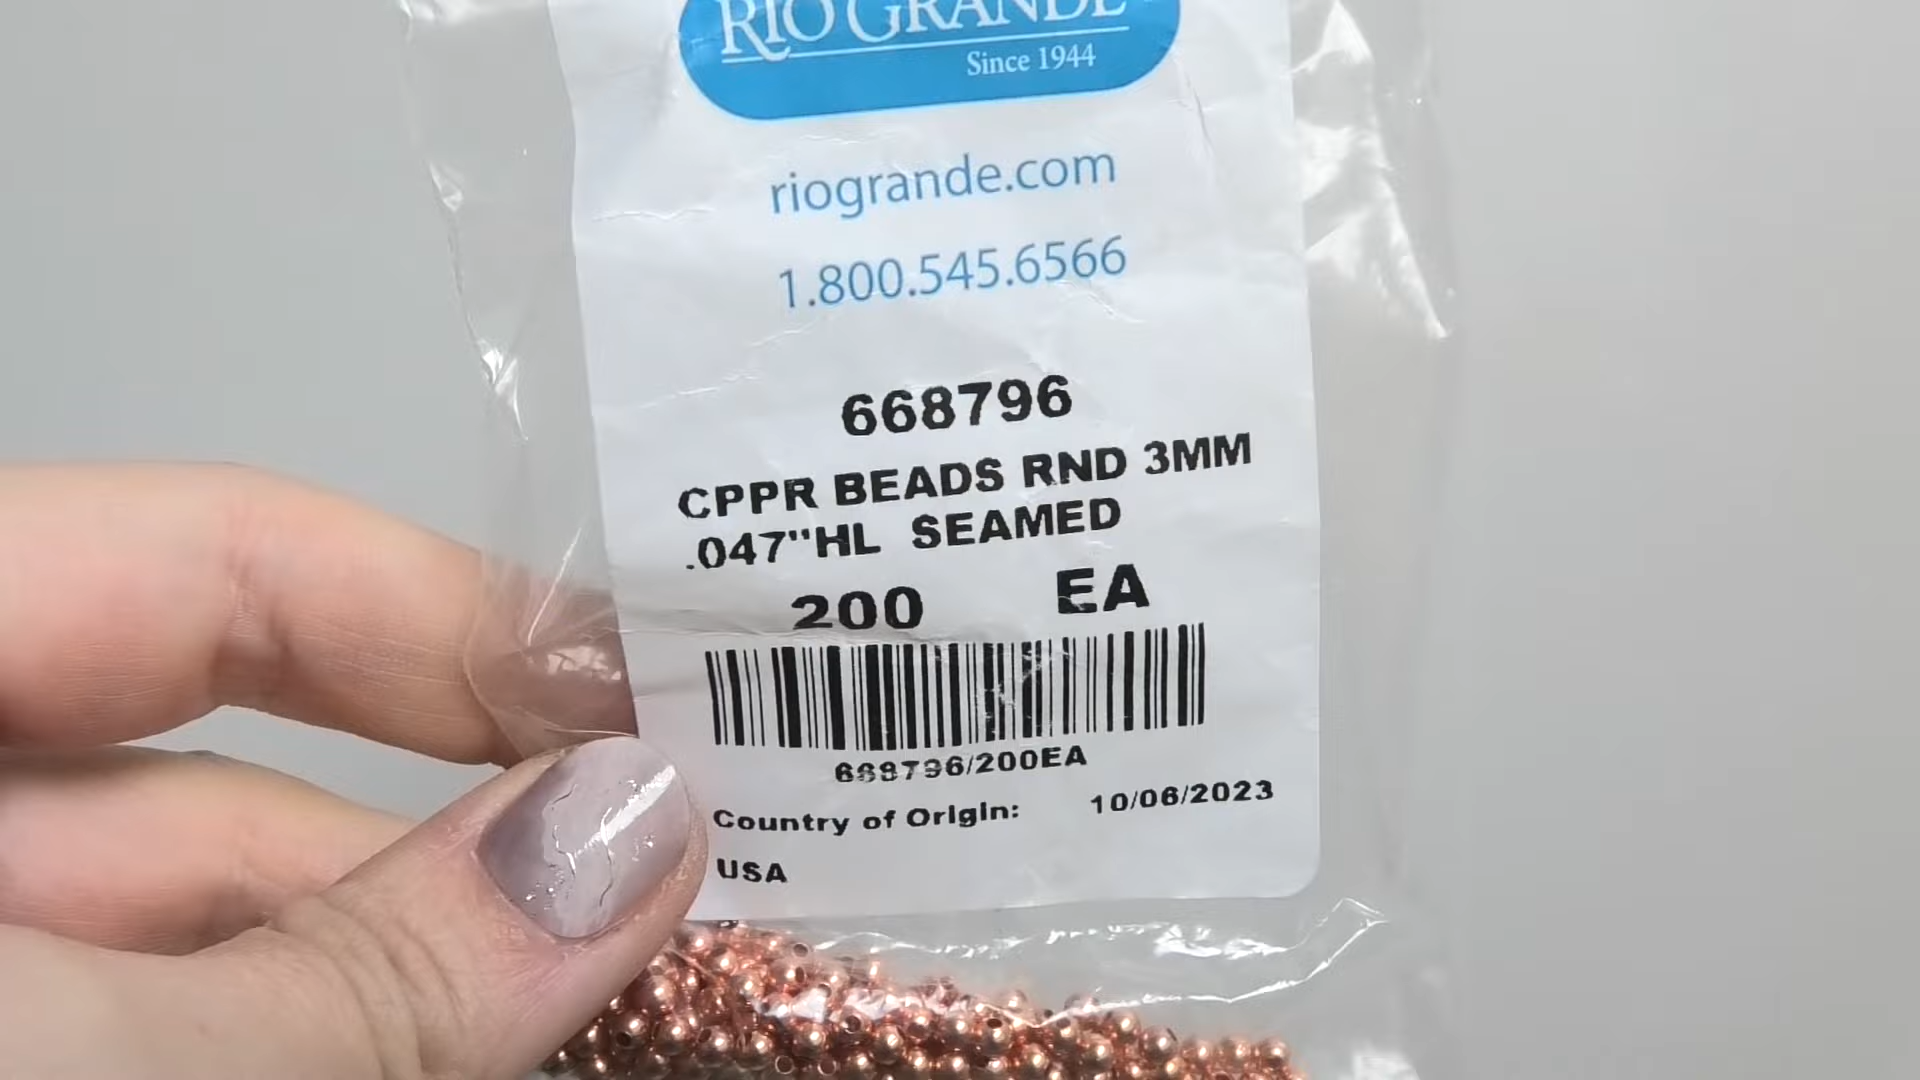 RIO GRANDE
Since 1944
riogrande.com
1.800.545.6566
668796
CPPR BEADS RND 3MM
.047"HL SEAMED
200 EA
668796/200EA
Country of Origin: 10/06/2023
USA